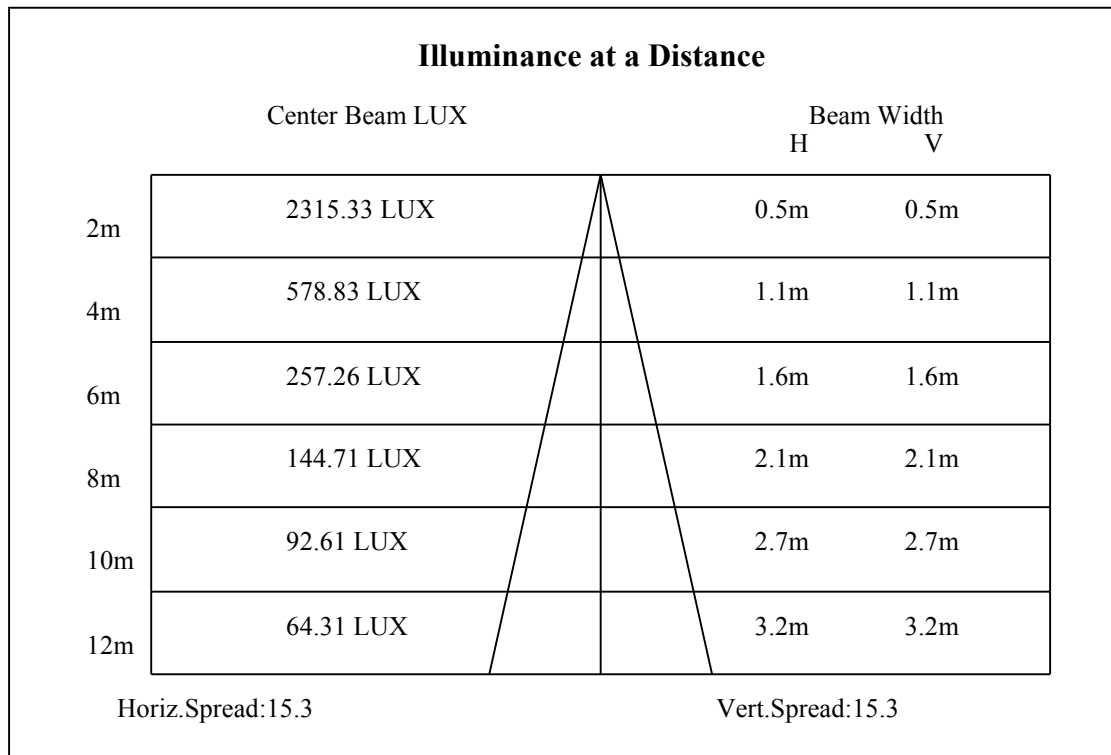 Illuminance at a Distance
Center Beam LUX Beam Width
H V
2m 2315.33 LUX 0.5m 0.5m
4m 578.83 LUX 1.1m 1.1m
6m 257.26 LUX 1.6m 1.6m
8m 144.71 LUX 2.1m 2.1m
10m 92.61 LUX 2.7m 2.7m
12m 64.31 LUX 3.2m 3.2m
Horiz.Spread:15.3 Vert.Spread:15.3